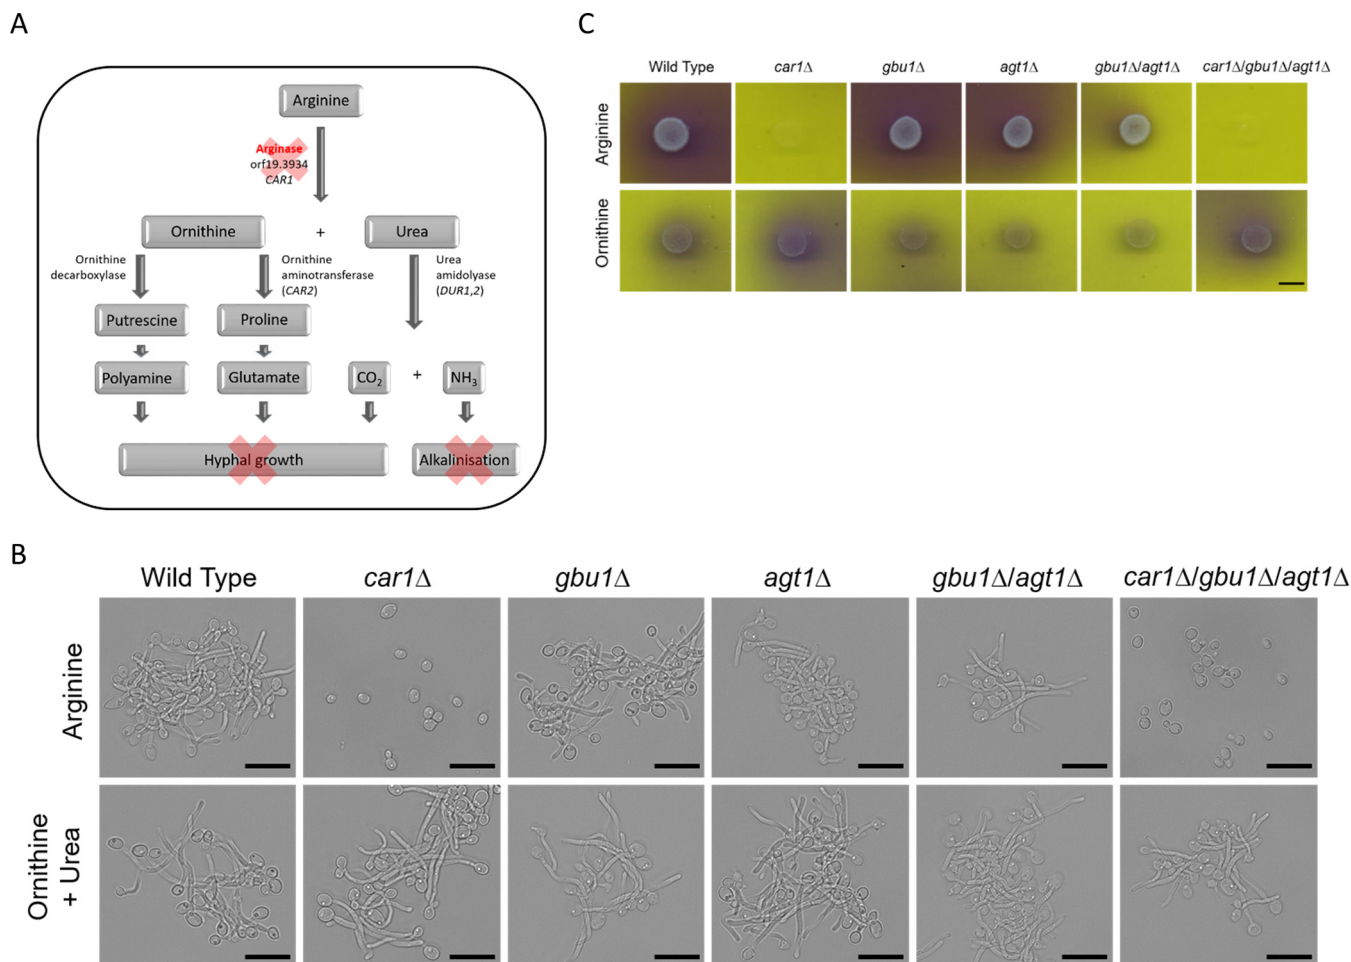 A
Arginine
Arginase
orf19.3934
CAR1
Ornithine
+
Urea
Ornithine
decarboxylase
Ornithine
aminotransferase
(CAR2)
Urea
amidolyase
(DUR1,2)
Putrescine
Proline
Polyamine
Glutamate
CO2
+
NH3
Hyphal growth
Alkalinisation
C
Wild Type
car1Δ
gbu1Δ
agt1Δ
gbu1Δ/agt1Δ
car1Δ/gbu1Δ/agt1Δ
Arginine
Ornithine
B
Wild Type
car1Δ
gbu1Δ
agt1Δ
gbu1Δ/agt1Δ
car1Δ/gbu1Δ/agt1Δ
Arginine
Ornithine
+ Urea